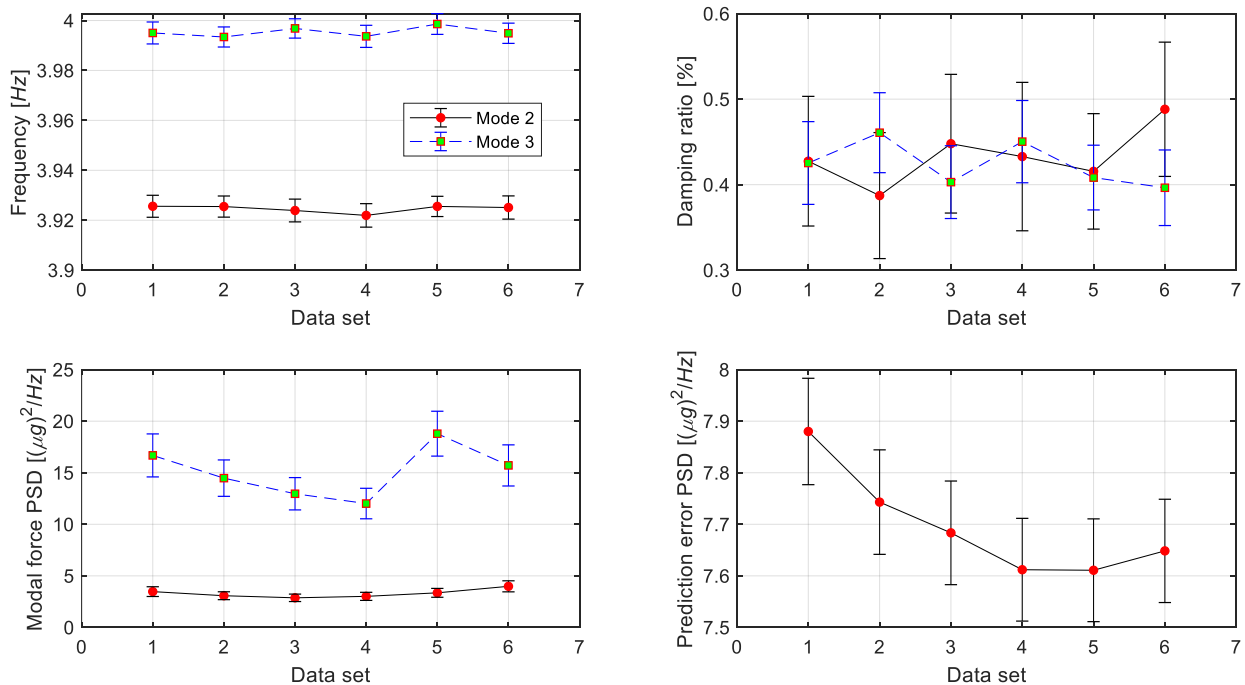 Frequency [Hz]
4
3.98
3.96
3.94
3.92
3.9
0 1 2 3 4 5 6 7
Data set
Mode 2
Mode 3
Damping ratio [%]
0.6
0.5
0.4
0.3
0 1 2 3 4 5 6 7
Data set
Modal force PSD [(μg)²/Hz]
25
20
15
10
5
0
0 1 2 3 4 5 6 7
Data set
Prediction error PSD [(μg)²/Hz]
8
7.9
7.8
7.7
7.6
7.5
0 1 2 3 4 5 6 7
Data set